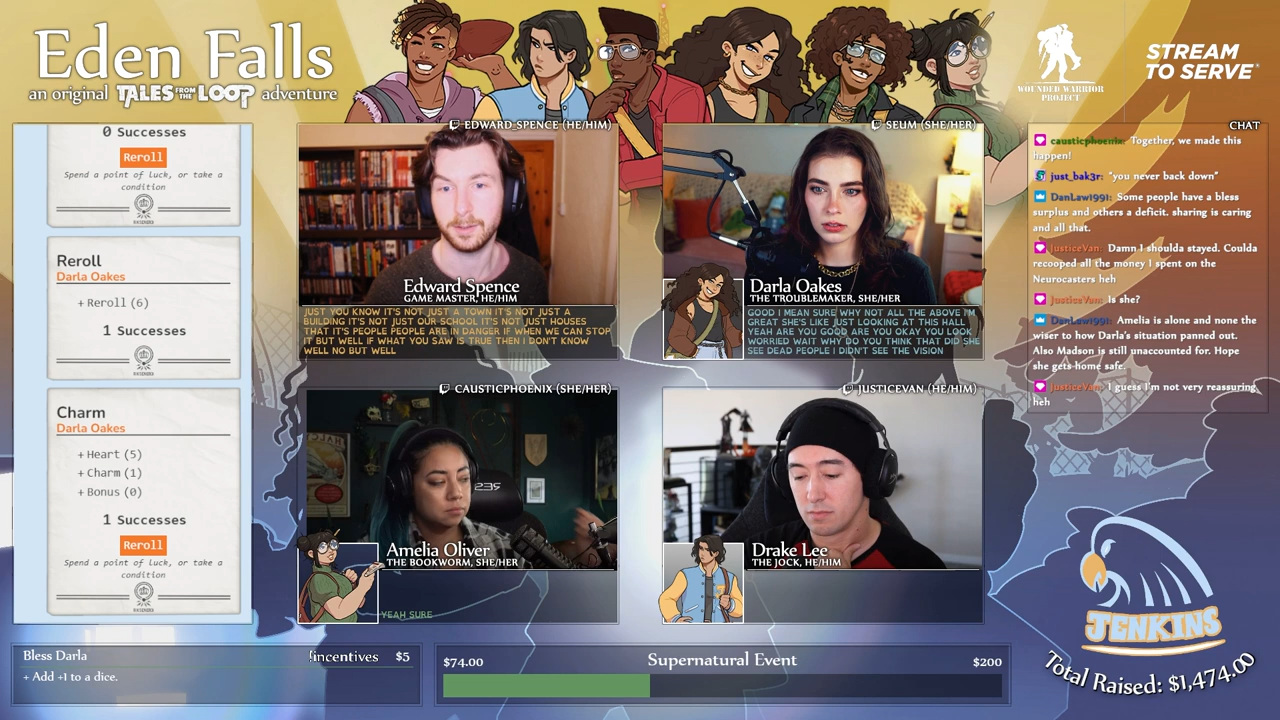 Eden Falls
an original TALES FROM THE LOOP adventure
WOUNDED WARRIOR
PROJECT
STREAM
TO SERVE
0 Successes
Reroll
Spend a point of luck, or take a
condition
Reroll
Darla Oakes
+ Reroll (6)
1 Successes
Charm
Darla Oakes
+ Heart (5)
+ Charm (1)
+ Bonus (0)
1 Successes
Reroll
Spend a point of luck, or take a
condition
EDWARD_SPENCE (HE/HIM)
Edward Spence
GAME MASTER, HE/HIM
JUST YOU KNOW IT'S NOT JUST A TOWN IT'S NOT JUST A
BUILDING IT'S NOT JUST OUR SCHOOL IT'S NOT JUST HOUSES
THAT IT'S PEOPLE PEOPLE ARE IN DANGER IF WHEN WE CAN STOP
IT BUT WELL IF WHAT YOU SAW IS TRUE THEN I DON'T KNOW
WELL NO BUT WELL
SEUM (SHE/HER)
Darla Oakes
THE TROUBLEMAKER, SHE/HER
GOOD I MEAN SURE WHY NOT ALL THE ABOVE I'M
GREAT SHE'S LIKE JUST LOOKING AT THIS HALL
YEAH ARE YOU GOOD ARE YOU OKAY YOU LOOK
WORRIED WAIT WHY DO YOU THINK THAT DID SHE
SEE DEAD PEOPLE I DIDN'T SEE THE VISION
CAUSTICPHOENIX (SHE/HER)
Amelia Oliver
THE BOOKWORM, SHE/HER
YEAH SURE
JUSTICEVAN (HE/HIM)
Drake Lee
THE JOCK, HE/HIM
CHAT
causticphoenix: Together, we made this
happen!
just_bak3r: "you never back down"
DanLaw1991: Some people have a bless
surplus and others a deficit. sharing is caring
and all that.
JusticeVan: Damn I shoulda stayed. Coulda
recooped all the money I spent on the
Neurocasters heh
JusticeVan: Is she?
DanLaw1991: Amelia is alone and none the
wiser to how Darla's situation panned out.
Also Madson is still unaccounted for. Hope
she gets home safe.
JusticeVan: I guess I'm not very reassuring
heh
JENKINS
Total Raised: $1,474.00
Bless Darla
!incentives $5
+ Add +1 to a dice.
$74.00
Supernatural Event
$200